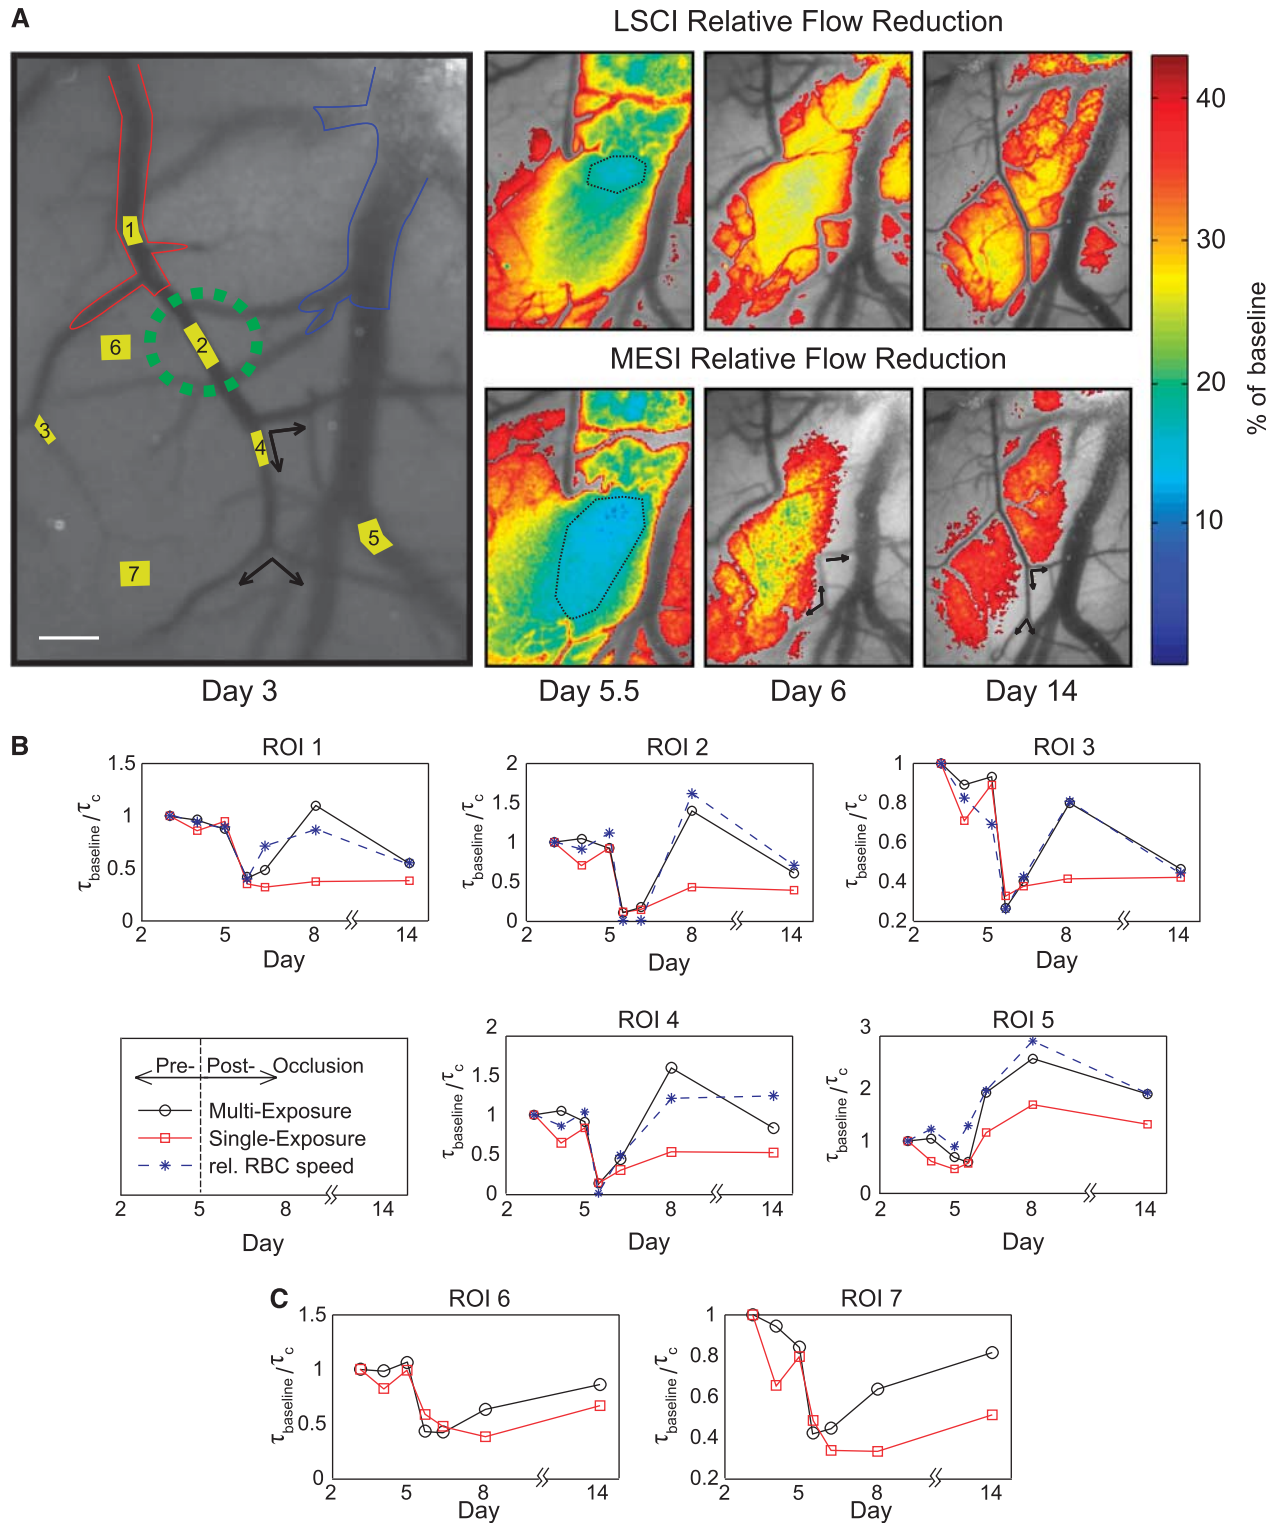 A
LSCI Relative Flow Reduction
1
2
3
4
5
6
7
MESI Relative Flow Reduction
40
30
20
10
% of baseline
Day 3
Day 5.5
Day 6
Day 14
B
ROI 1
1.5
1
0.5
0
τbaseline/τc
2
5
8
14
Day
ROI 2
2
1.5
1
0.5
0
2
5
8
14
Day
ROI 3
1
0.8
0.6
0.4
0.2
τbaseline/τc
2
5
8
14
Day
Pre- Post- Occlusion
Multi-Exposure
Single-Exposure
rel. RBC speed
2
5
8
14
Day
ROI 4
2
1.5
1
0.5
0
τbaseline/τc
2
5
8
14
Day
ROI 5
3
2
1
0
τbaseline/τc
2
5
8
14
Day
C
ROI 6
1.5
1
0.5
0
τbaseline/τc
2
5
8
14
Day
ROI 7
1
0.8
0.6
0.4
0.2
τbaseline/τc
2
5
8
14
Day